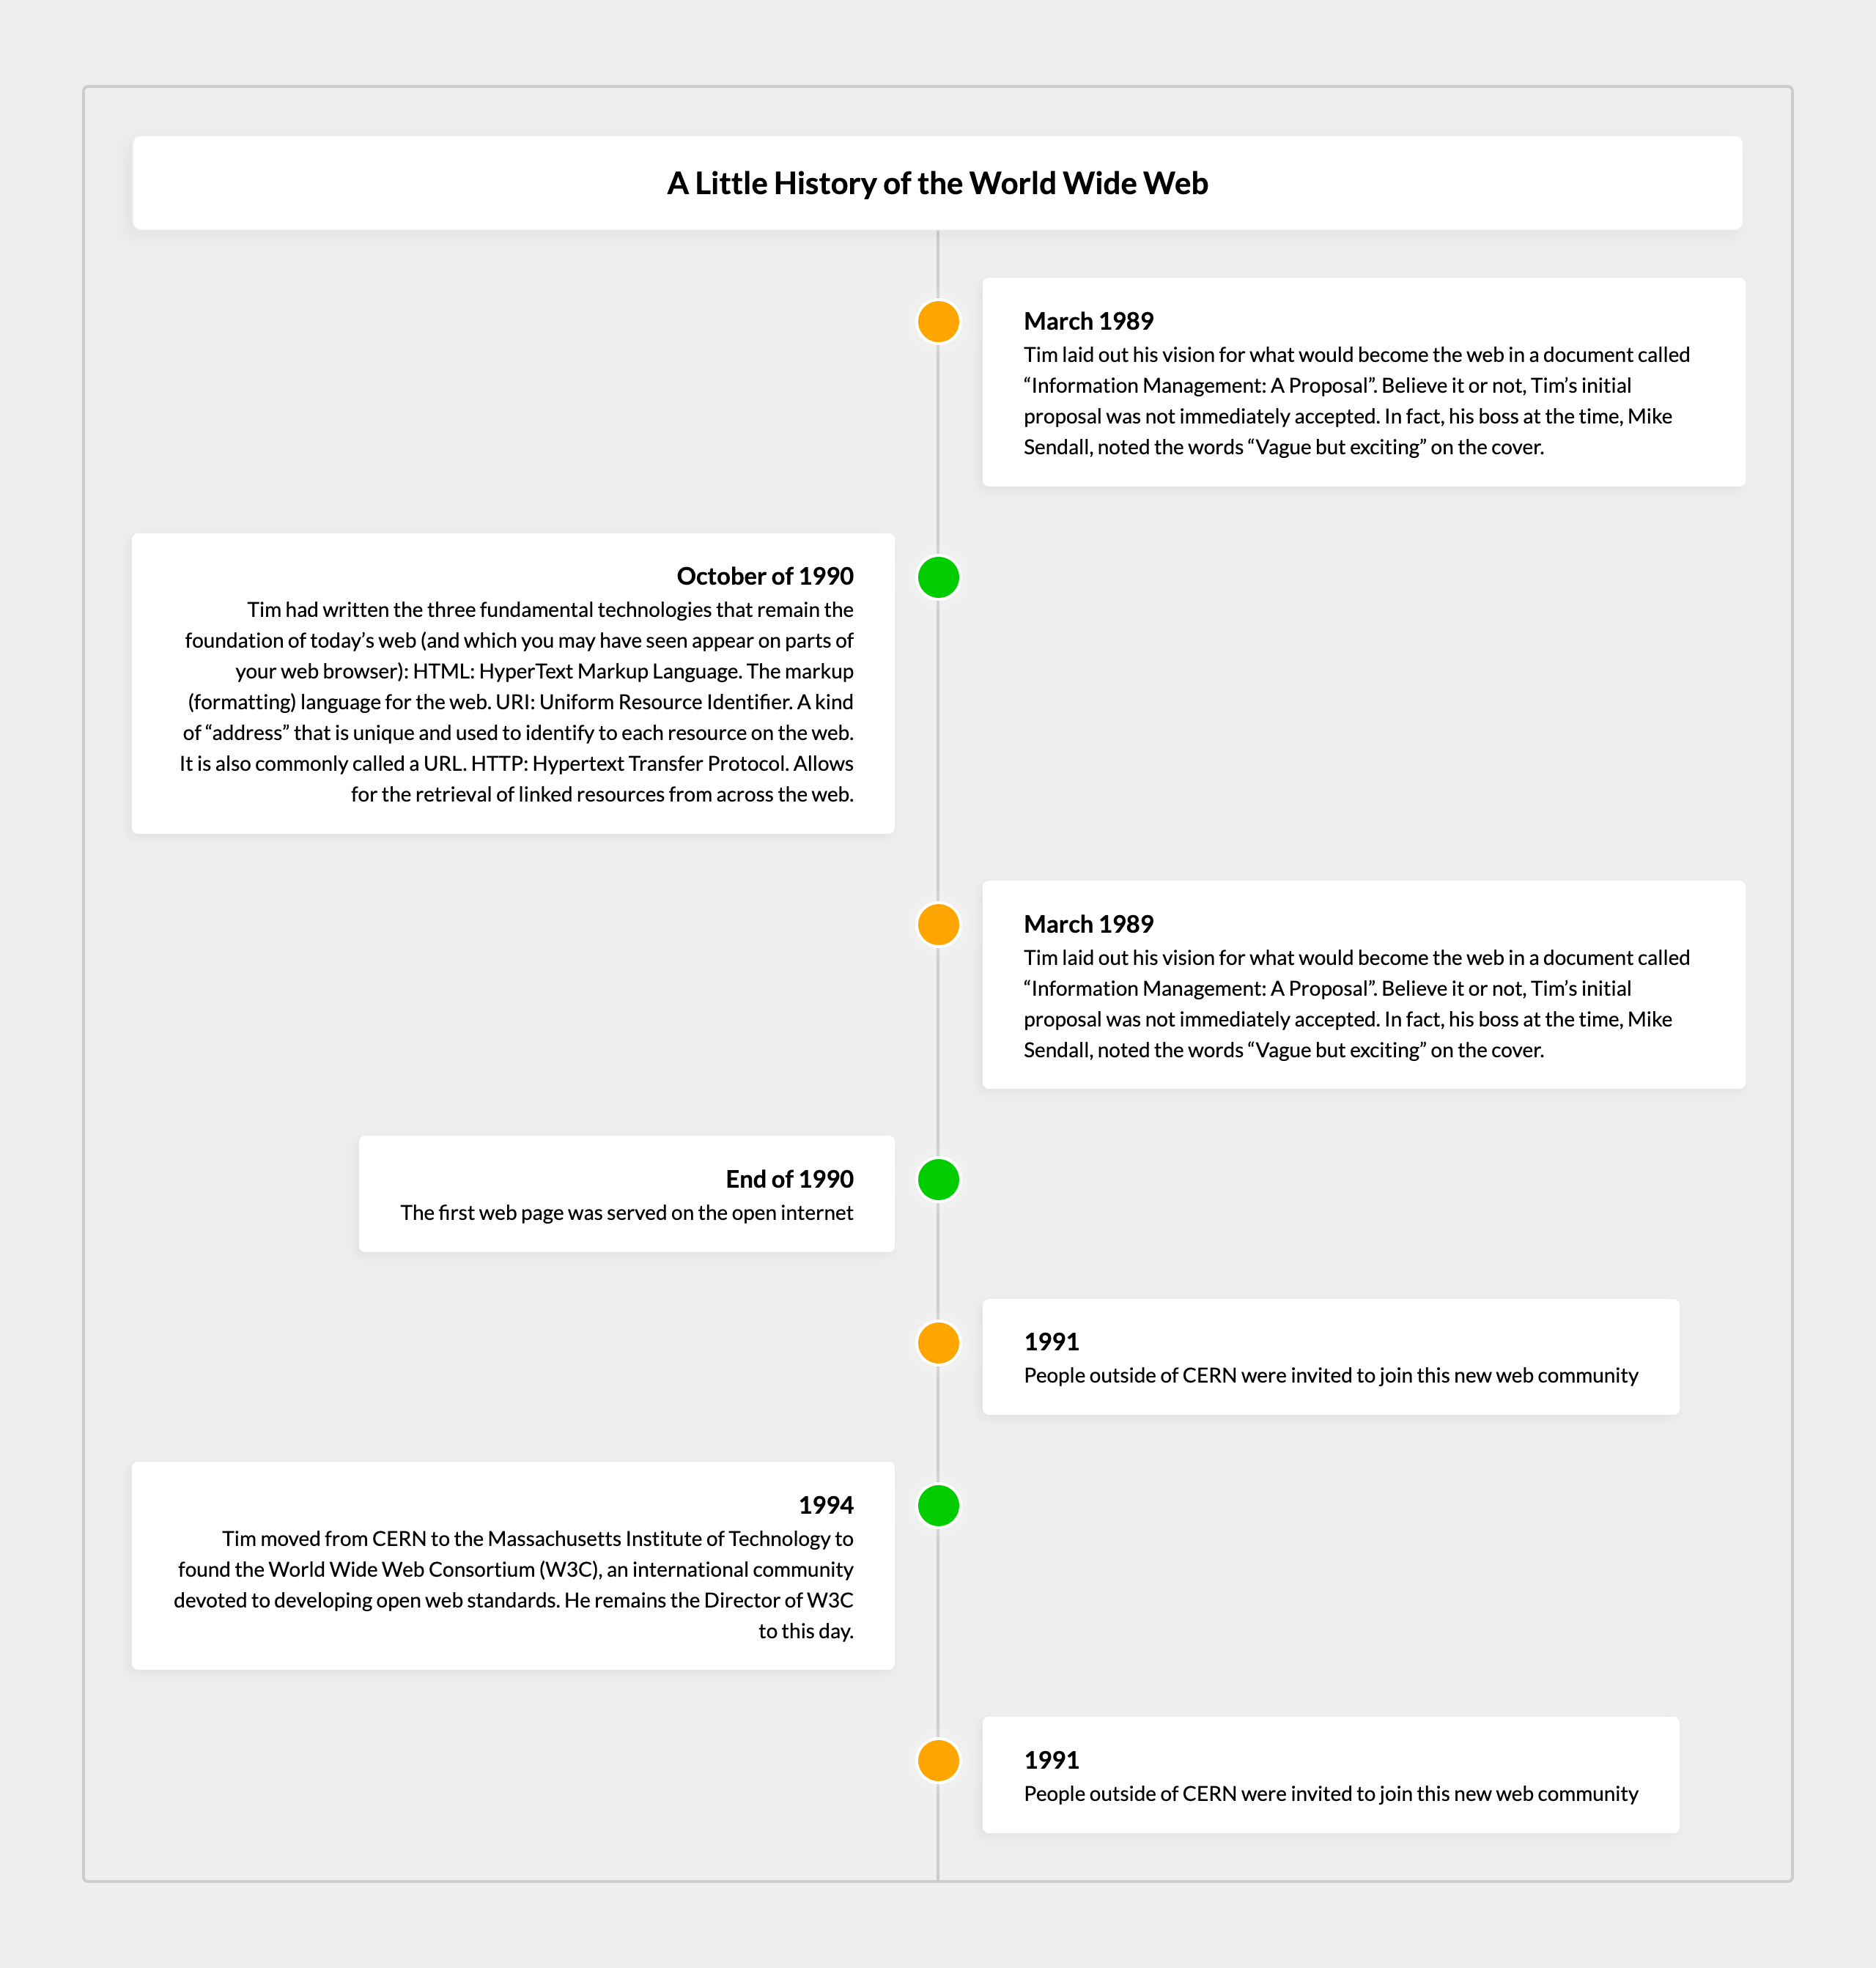 A Little History of the World Wide Web
March 1989
Tim laid out his vision for what would become the web in a document called
“Information Management: A Proposal”. Believe it or not, Tim’s initial
proposal was not immediately accepted. In fact, his boss at the time, Mike
Sendall, noted the words “Vague but exciting” on the cover.
October of 1990
Tim had written the three fundamental technologies that remain the
foundation of today’s web (and which you may have seen appear on parts of
your web browser): HTML: HyperText Markup Language. The markup
(formatting) language for the web. URI: Uniform Resource Identifier. A kind
of “address” that is unique and used to identify to each resource on the web.
It is also commonly called a URL. HTTP: Hypertext Transfer Protocol. Allows
for the retrieval of linked resources from across the web.
March 1989
Tim laid out his vision for what would become the web in a document called
“Information Management: A Proposal”. Believe it or not, Tim’s initial
proposal was not immediately accepted. In fact, his boss at the time, Mike
Sendall, noted the words “Vague but exciting” on the cover.
End of 1990
The first web page was served on the open internet
1991
People outside of CERN were invited to join this new web community
1994
Tim moved from CERN to the Massachusetts Institute of Technology to
found the World Wide Web Consortium (W3C), an international community
devoted to developing open web standards. He remains the Director of W3C
to this day.
1991
People outside of CERN were invited to join this new web community